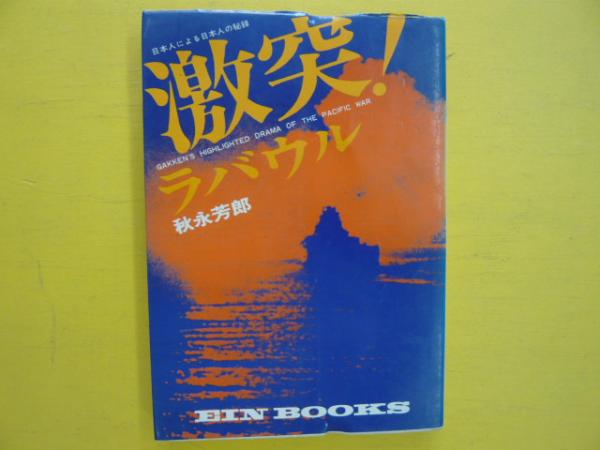 日本人による日本人の秘録
激突!
GAKKEN'S HIGHLIGHTED DRAMA OF THE PACIFIC WAR
ラバウル
秋永芳郎
EIN BOOKS